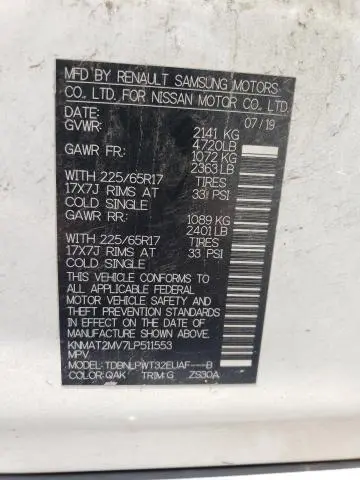 MFD BY RENAULT SAMSUNG MOTORS
CO., LTD. FOR NISSAN MOTOR CO., LTD.
DATE: 07/19
GVWR: 2141 KG
4720LB
GAWR FR: 1072 KG
2363 LB
WITH 225/65R17 TIRES
17X7J RIMS AT 33 PSI
COLD SINGLE
GAWR RR: 1089 KG
2401 LB
WITH 225/65R17 TIRES
17X7J RIMS AT 33 PSI
COLD SINGLE
THIS VEHICLE CONFORMS TO
ALL APPLICABLE FEDERAL
MOTOR VEHICLE SAFETY AND
THEFT PREVENTION STANDARDS
IN EFFECT ON THE DATE OF
MANUFACTURE SHOWN ABOVE.
KNMAT2MV7LP511553
MPV
MODEL: TDBNLPWT32EUAF---B
COLOR: QAK TRIM: G ZS30A